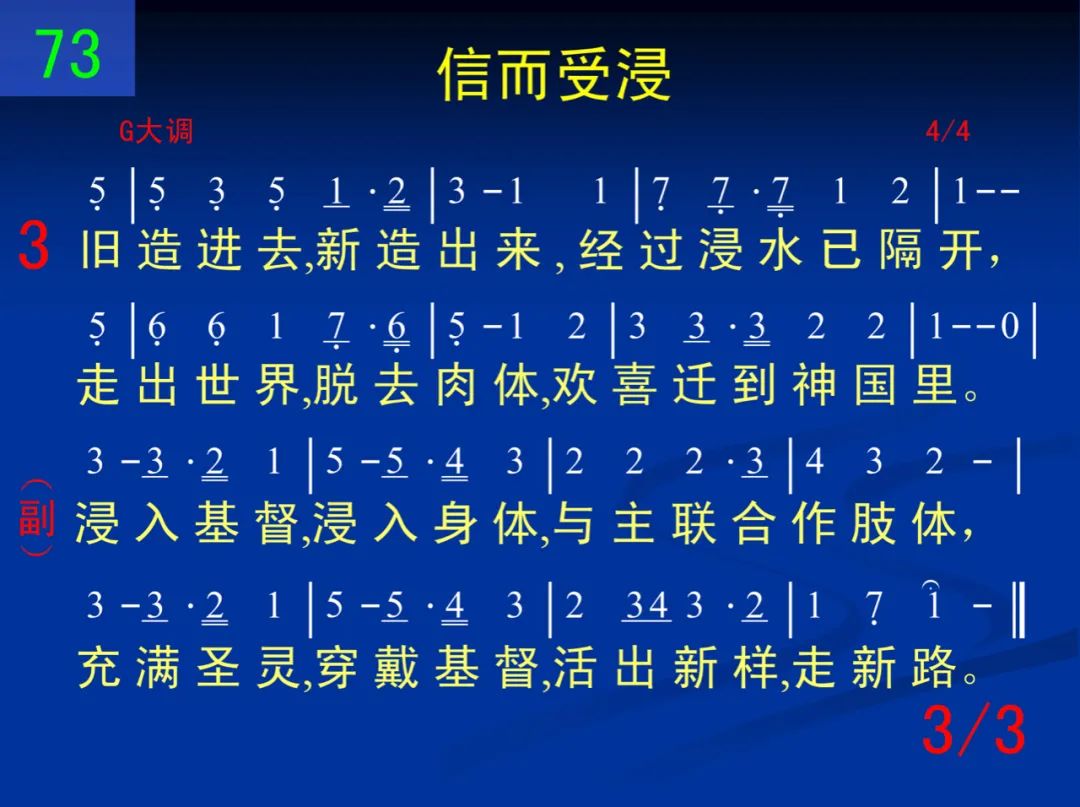 73
信而受浸
G大调 4/4
5 | 5 3 5 1 · 2 | 3 - 1 1 | 7 7 · 7 1 2 | 1 - -
3 旧造进去,新造出来,经过浸水已隔开,
5 | 6 6 1 7 · 6 | 5 - 1 2 | 3 3 · 3 2 2 | 1 - - 0 |
走出世界,脱去肉体,欢喜迁到神国里。
3 - 3 · 2 1 | 5 - 5 · 4 3 | 2 2 2 · 3 | 4 3 2 - |
(副) 浸入基督,浸入身体,与主联合作肢体,
3 - 3 · 2 1 | 5 - 5 · 4 3 | 2 34 3 · 2 | 1 7 1 - ‖
充满圣灵,穿戴基督,活出新样,走新路。
3/3